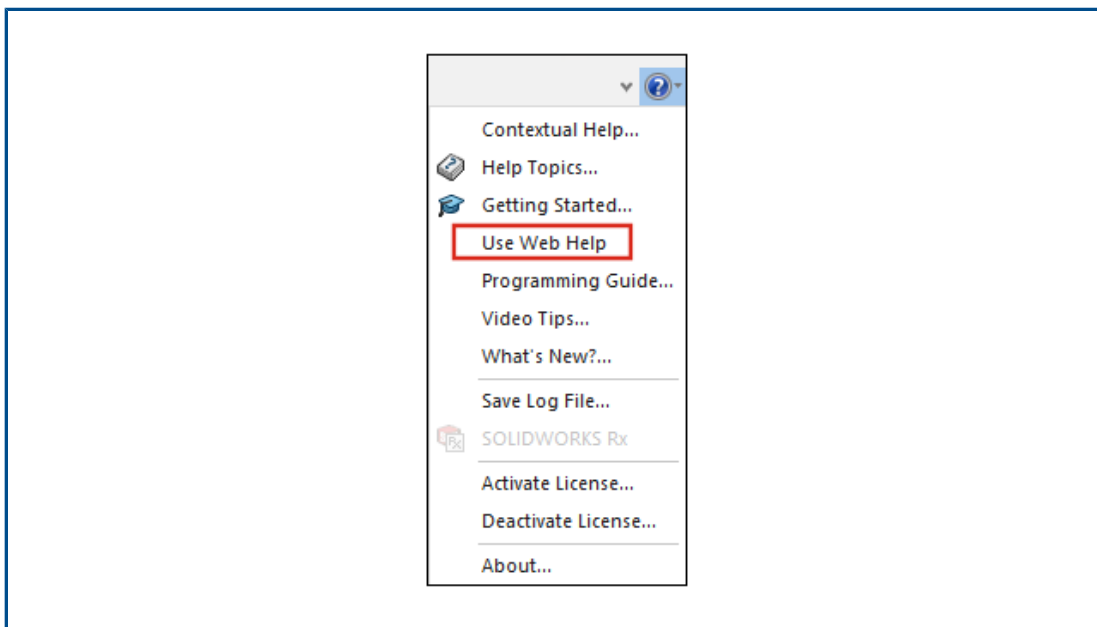 Contextual Help...
Help Topics...
Getting Started...
Use Web Help
Programming Guide...
Video Tips...
What's New?...
Save Log File...
SOLIDWORKS Rx
Activate License...
Deactivate License...
About...